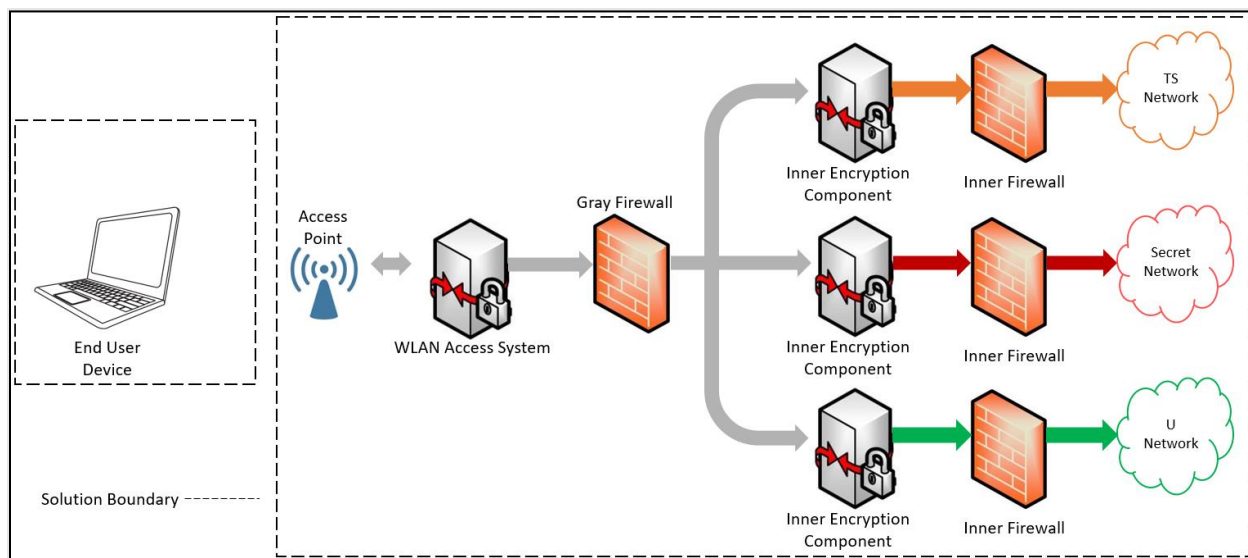 TS
Network
Inner Encryption
Component
Inner Firewall
Gray Firewall
Access
Point
WLAN Access System
End User
Device
Secret
Network
Inner Encryption
Component
Inner Firewall
U
Network
Inner Encryption
Component
Inner Firewall
Solution Boundary